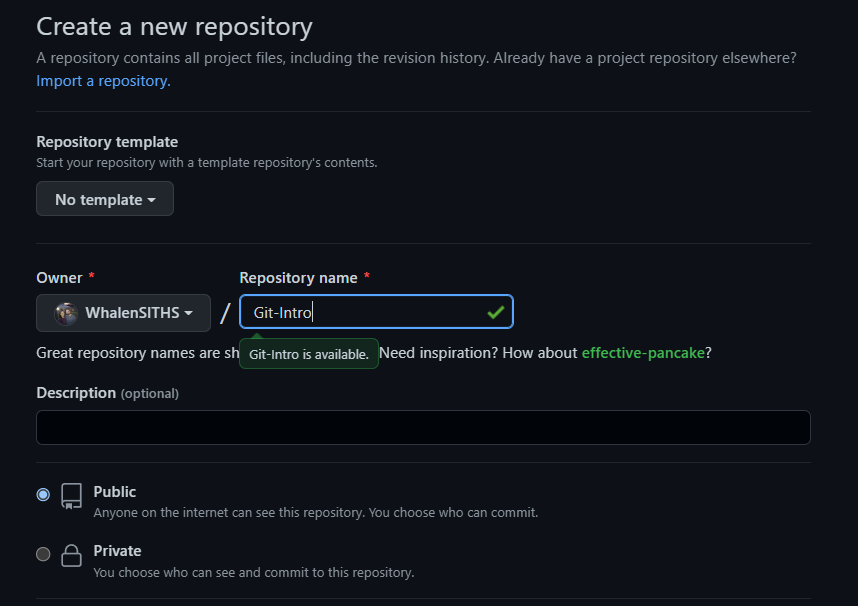 Create a new repository
A repository contains all project files, including the revision history. Already have a project repository elsewhere?
Import a repository.
Repository template
Start your repository with a template repository's contents.
No template
Owner * Repository name *
WhalenSITHS / Git-Intro
Great repository names are sh Git-Intro is available. Need inspiration? How about effective-pancake?
Description (optional)
Public
Anyone on the internet can see this repository. You choose who can commit.
Private
You choose who can see and commit to this repository.